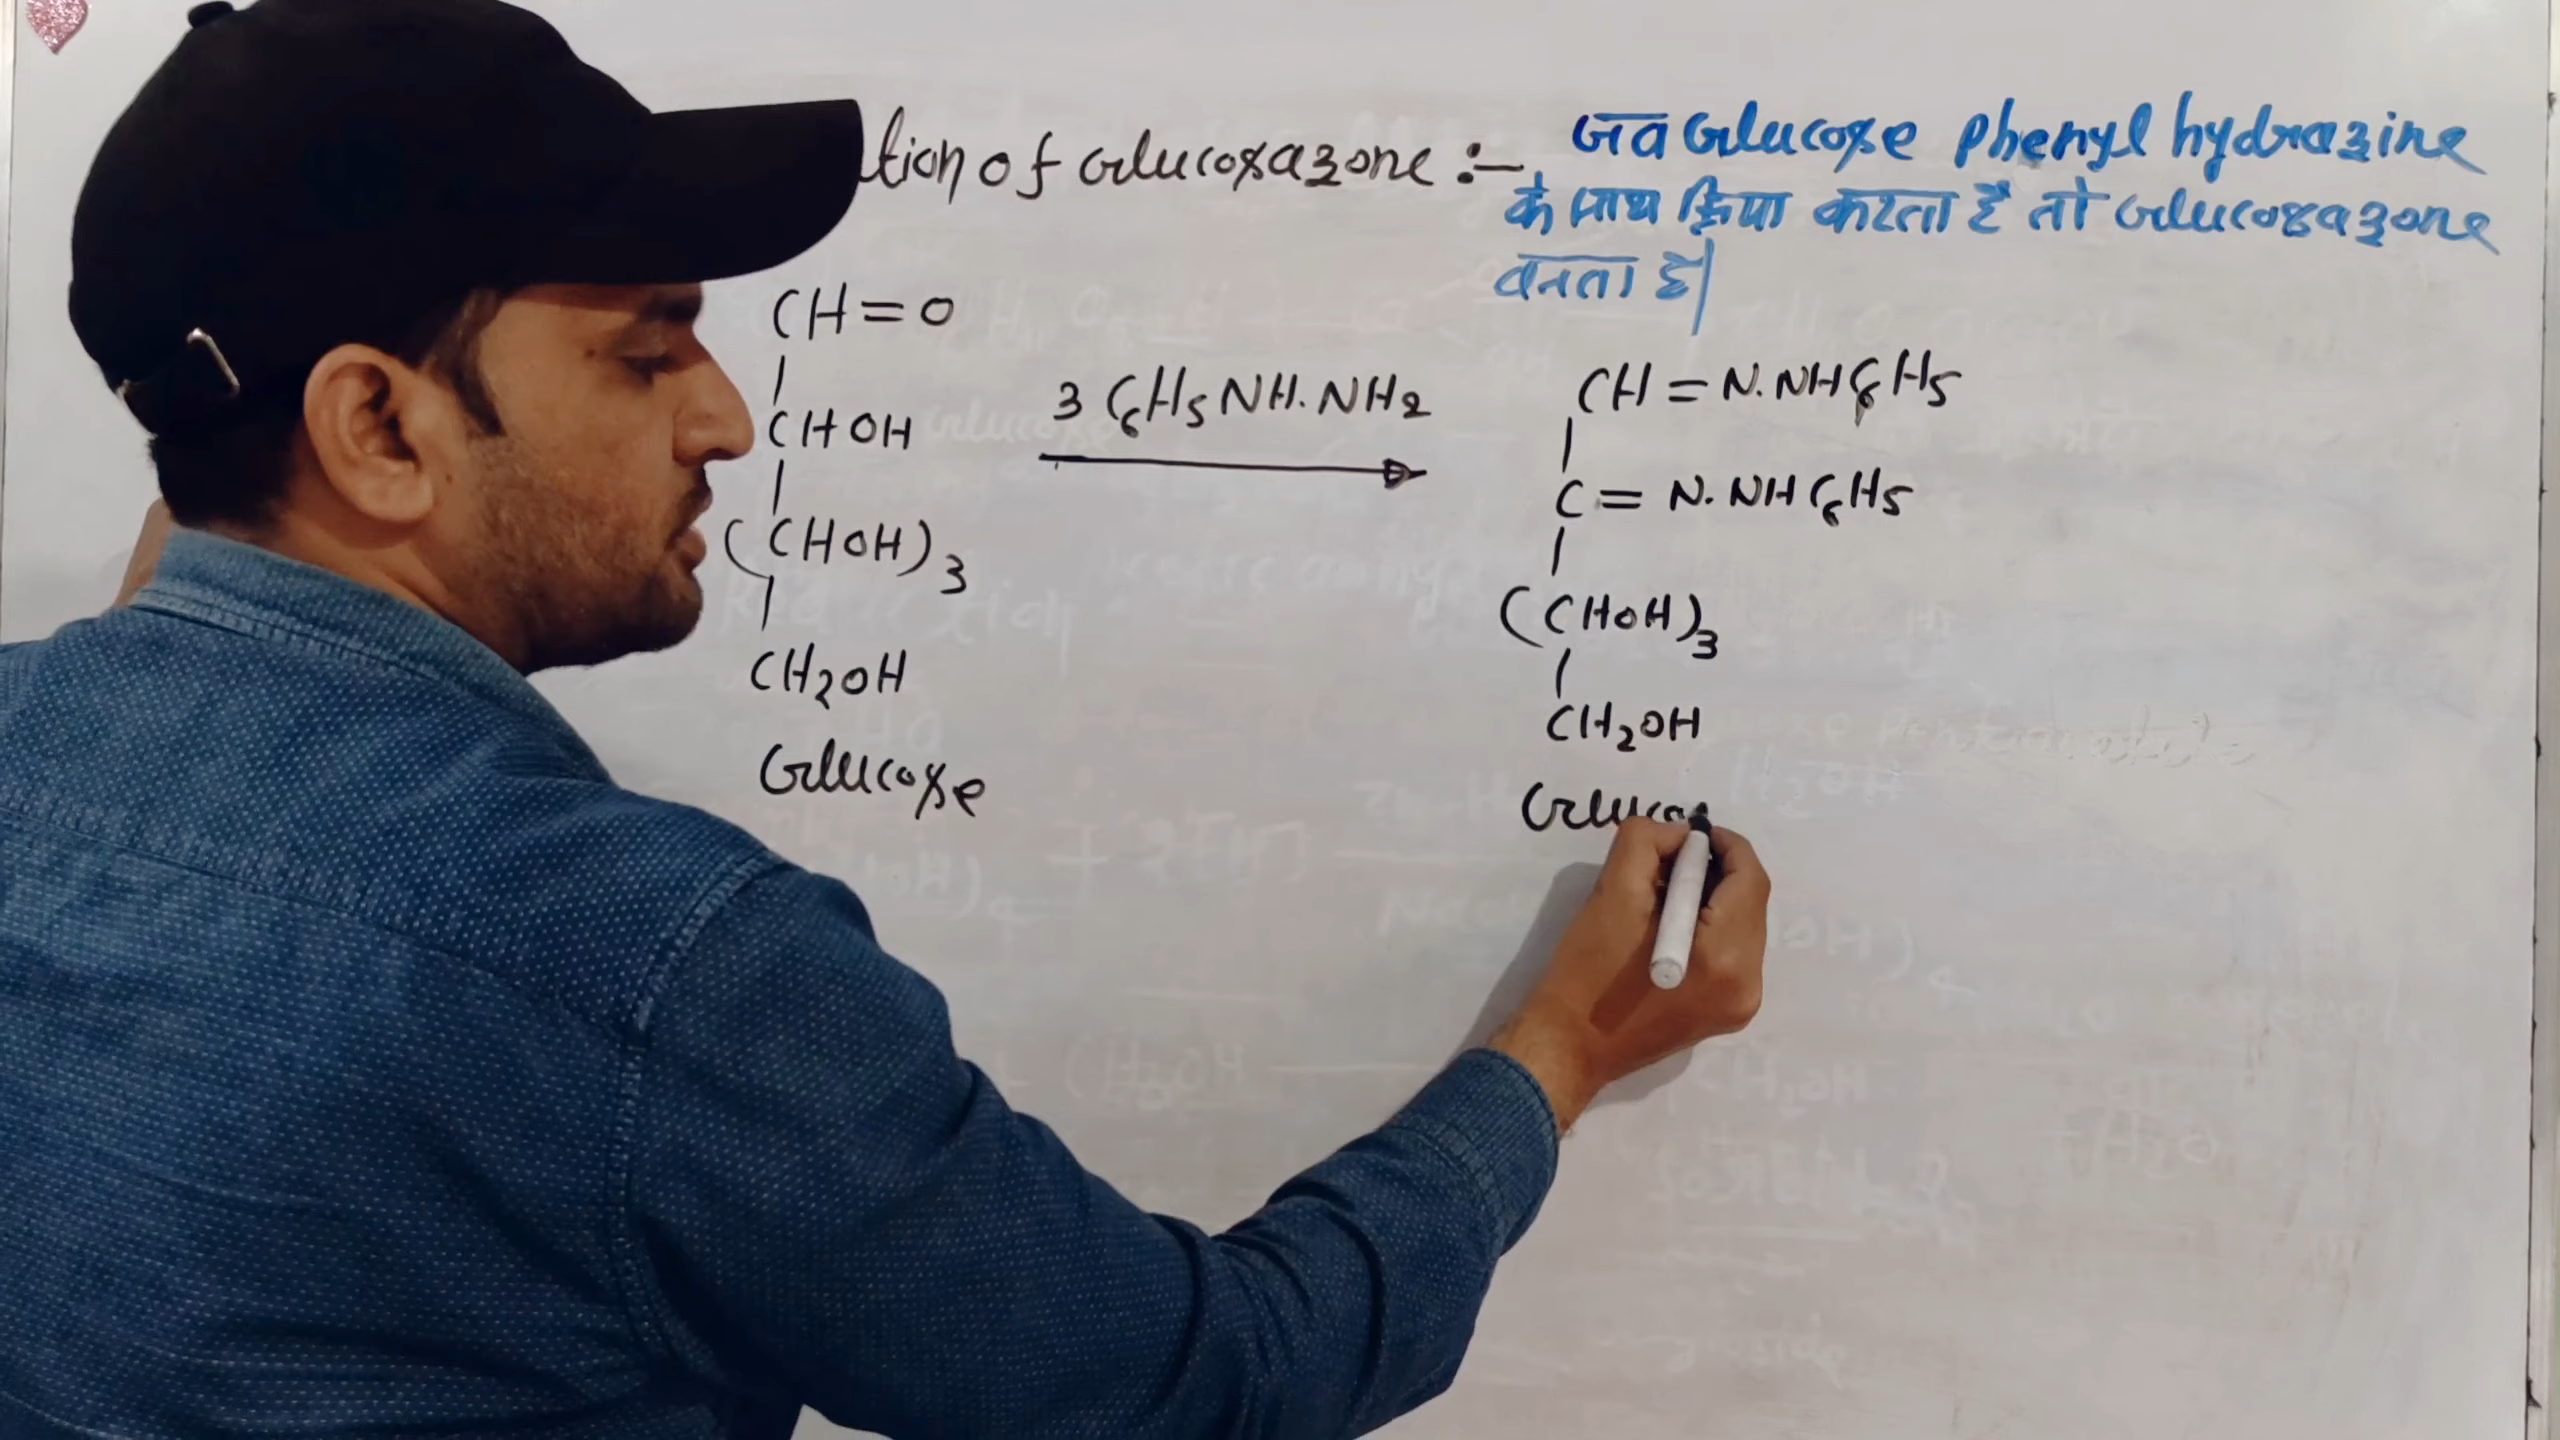 tion of Glucosazone :-
जब Glucose phenyl hydrazine
के साथ क्रिया करता है तो Glucosazone
बनता है।
CH=O
CHOH
(CHOH)3
CH2OH
Glucose
3 C6H5NH.NH2
CH=N.NHC6H5
C=N.NHC6H5
(CHOH)3
CH2OH
Gluco